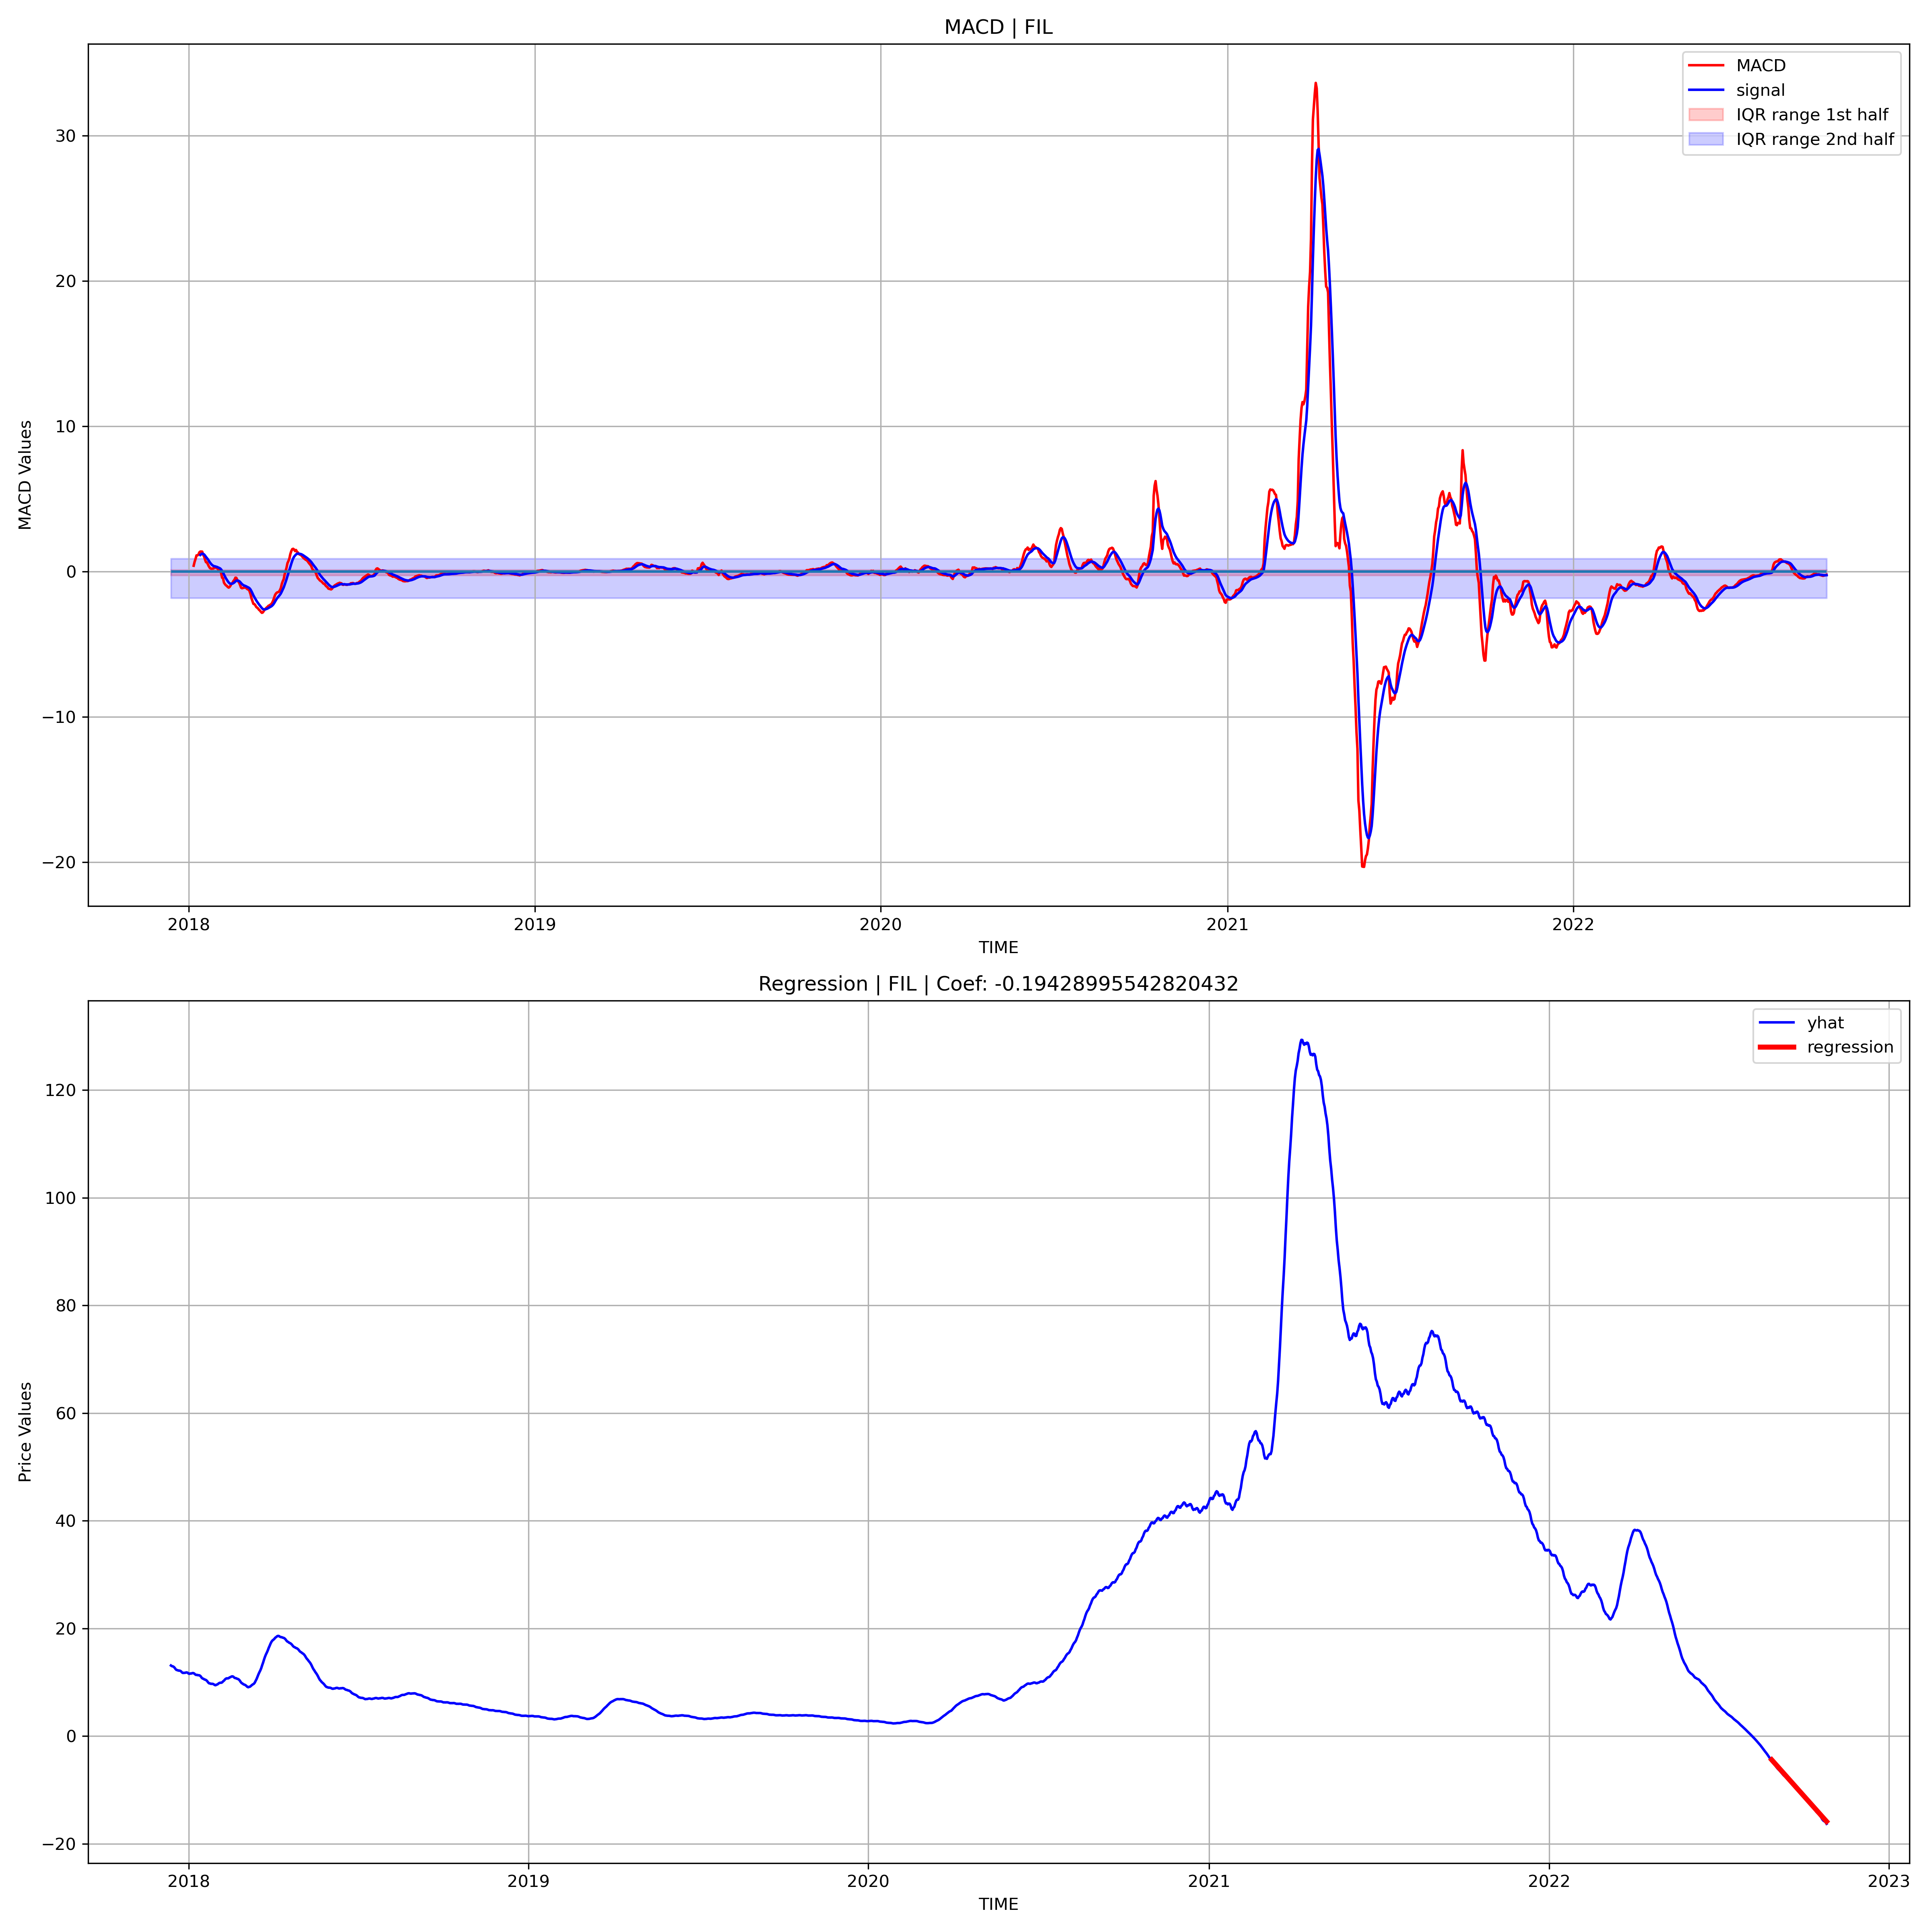 MACD | FIL
MACD
signal
IQR range 1st half
IQR range 2nd half
30
20
10
0
−10
−20
MACD Values
2018 2019 2020 2021 2022
TIME
Regression | FIL | Coef: -0.19428995542820432
yhat
regression
120
100
80
60
40
20
0
−20
Price Values
2018 2019 2020 2021 2022 2023
TIME